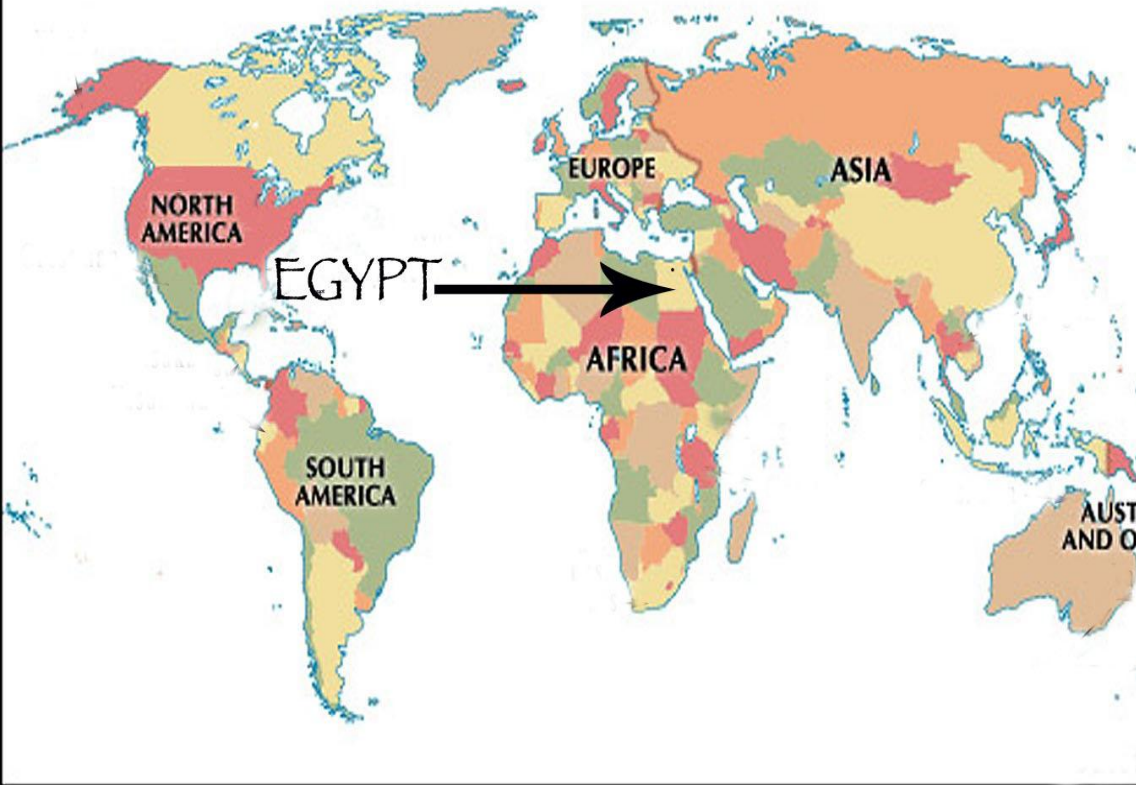 EUROPE
ASIA
NORTH
AMERICA
EGYPT
AFRICA
SOUTH
AMERICA
AUST
AND O